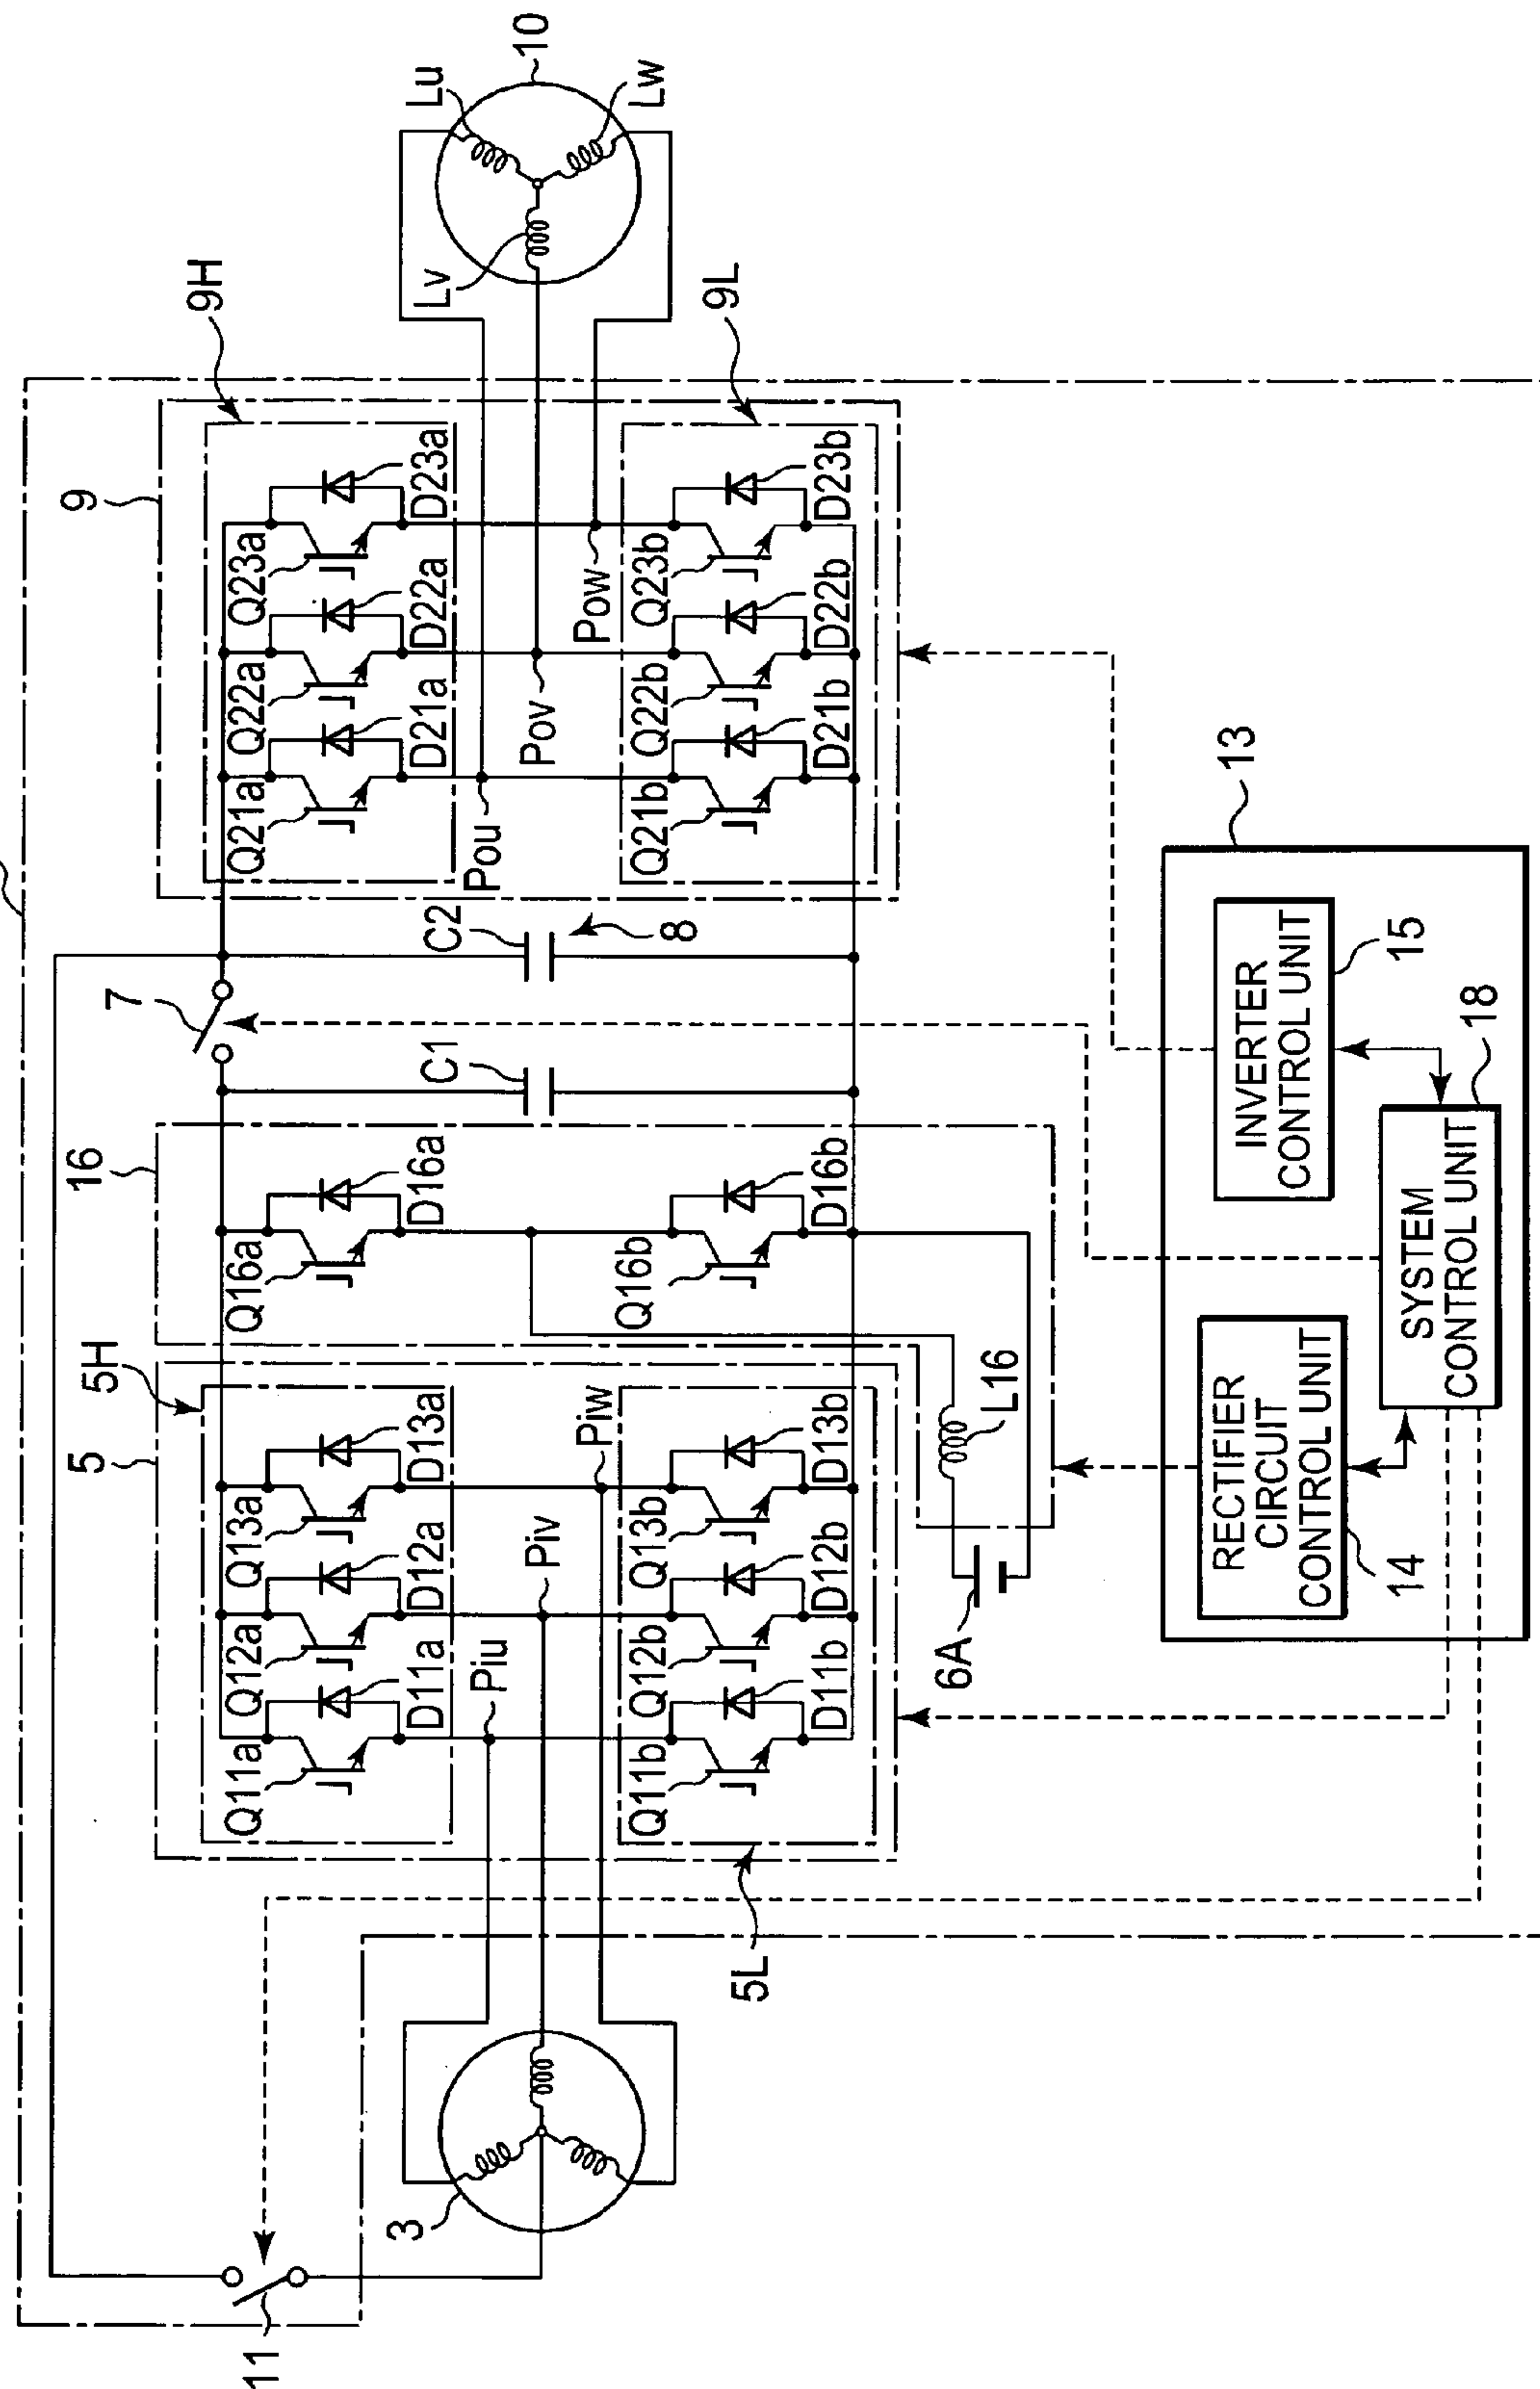 10
Lu
Lw
Lv
9H
9L
9
Q23a
D23a
Q22a
D22a
Q21a
D21a
Pow
Pov
Pou
Q23b
D23b
Q22b
D22b
Q21b
D21b
C2
8
7
C1
16
Q16a
D16a
Q16b
D16b
L16
6A
5H
5
Q13a
D13a
Q12a
D12a
Q11a
D11a
Piw
Piv
Piu
Q13b
D13b
Q12b
D12b
Q11b
D11b
5L
3
11
13
INVERTER
CONTROL UNIT
15
SYSTEM
CONTROL UNIT
18
RECTIFIER
CIRCUIT
CONTROL UNIT
14